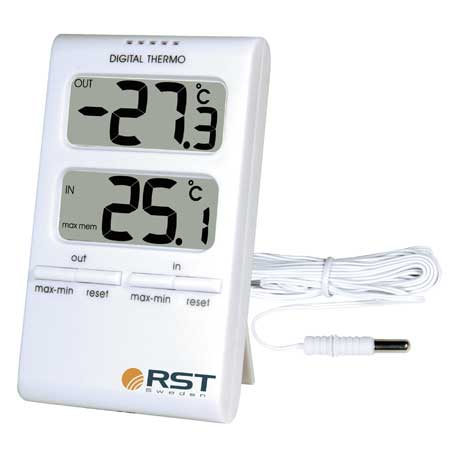 DIGITAL THERMO
OUT
-27.3 °C
IN
max mem
25.1 °C
out in
max-min reset max-min reset
RST
Sweden